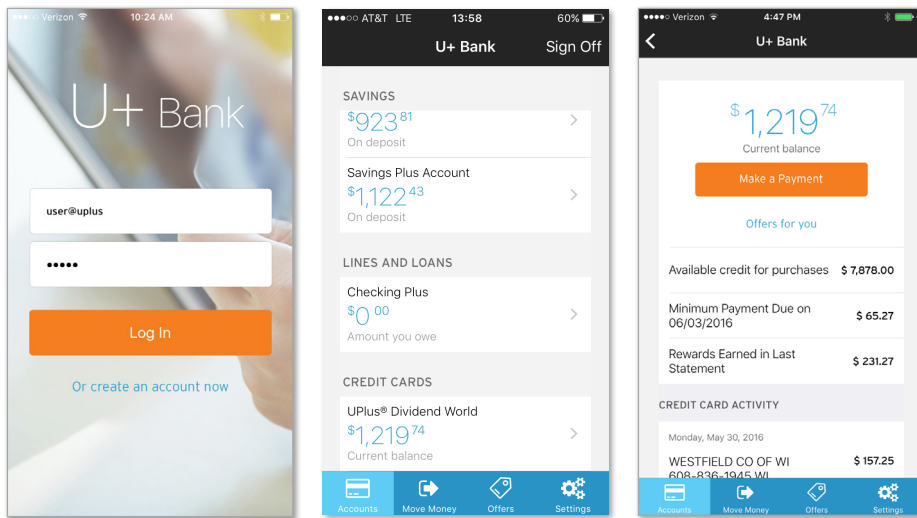 Verizon 10:24 AM
U+ Bank
user@uplus
•••••
Log In
Or create an account now
AT&T LTE 13:58 60%
U+ Bank Sign Off
SAVINGS
$923 81
On deposit
Savings Plus Account
$1,122 43
On deposit
LINES AND LOANS
Checking Plus
$0 00
Amount you owe
CREDIT CARDS
UPlus® Dividend World
$1,219 74
Current balance
Accounts Move Money Offers Settings
Verizon 4:47 PM
U+ Bank
$1,219 74
Current balance
Make a Payment
Offers for you
Available credit for purchases $ 7,878.00
Minimum Payment Due on
06/03/2016 $ 65.27
Rewards Earned in Last
Statement $ 231.27
CREDIT CARD ACTIVITY
Monday, May 30, 2016
WESTFIELD CO OF WI $ 157.25
608-836-1945 WI
Accounts Move Money Offers Settings